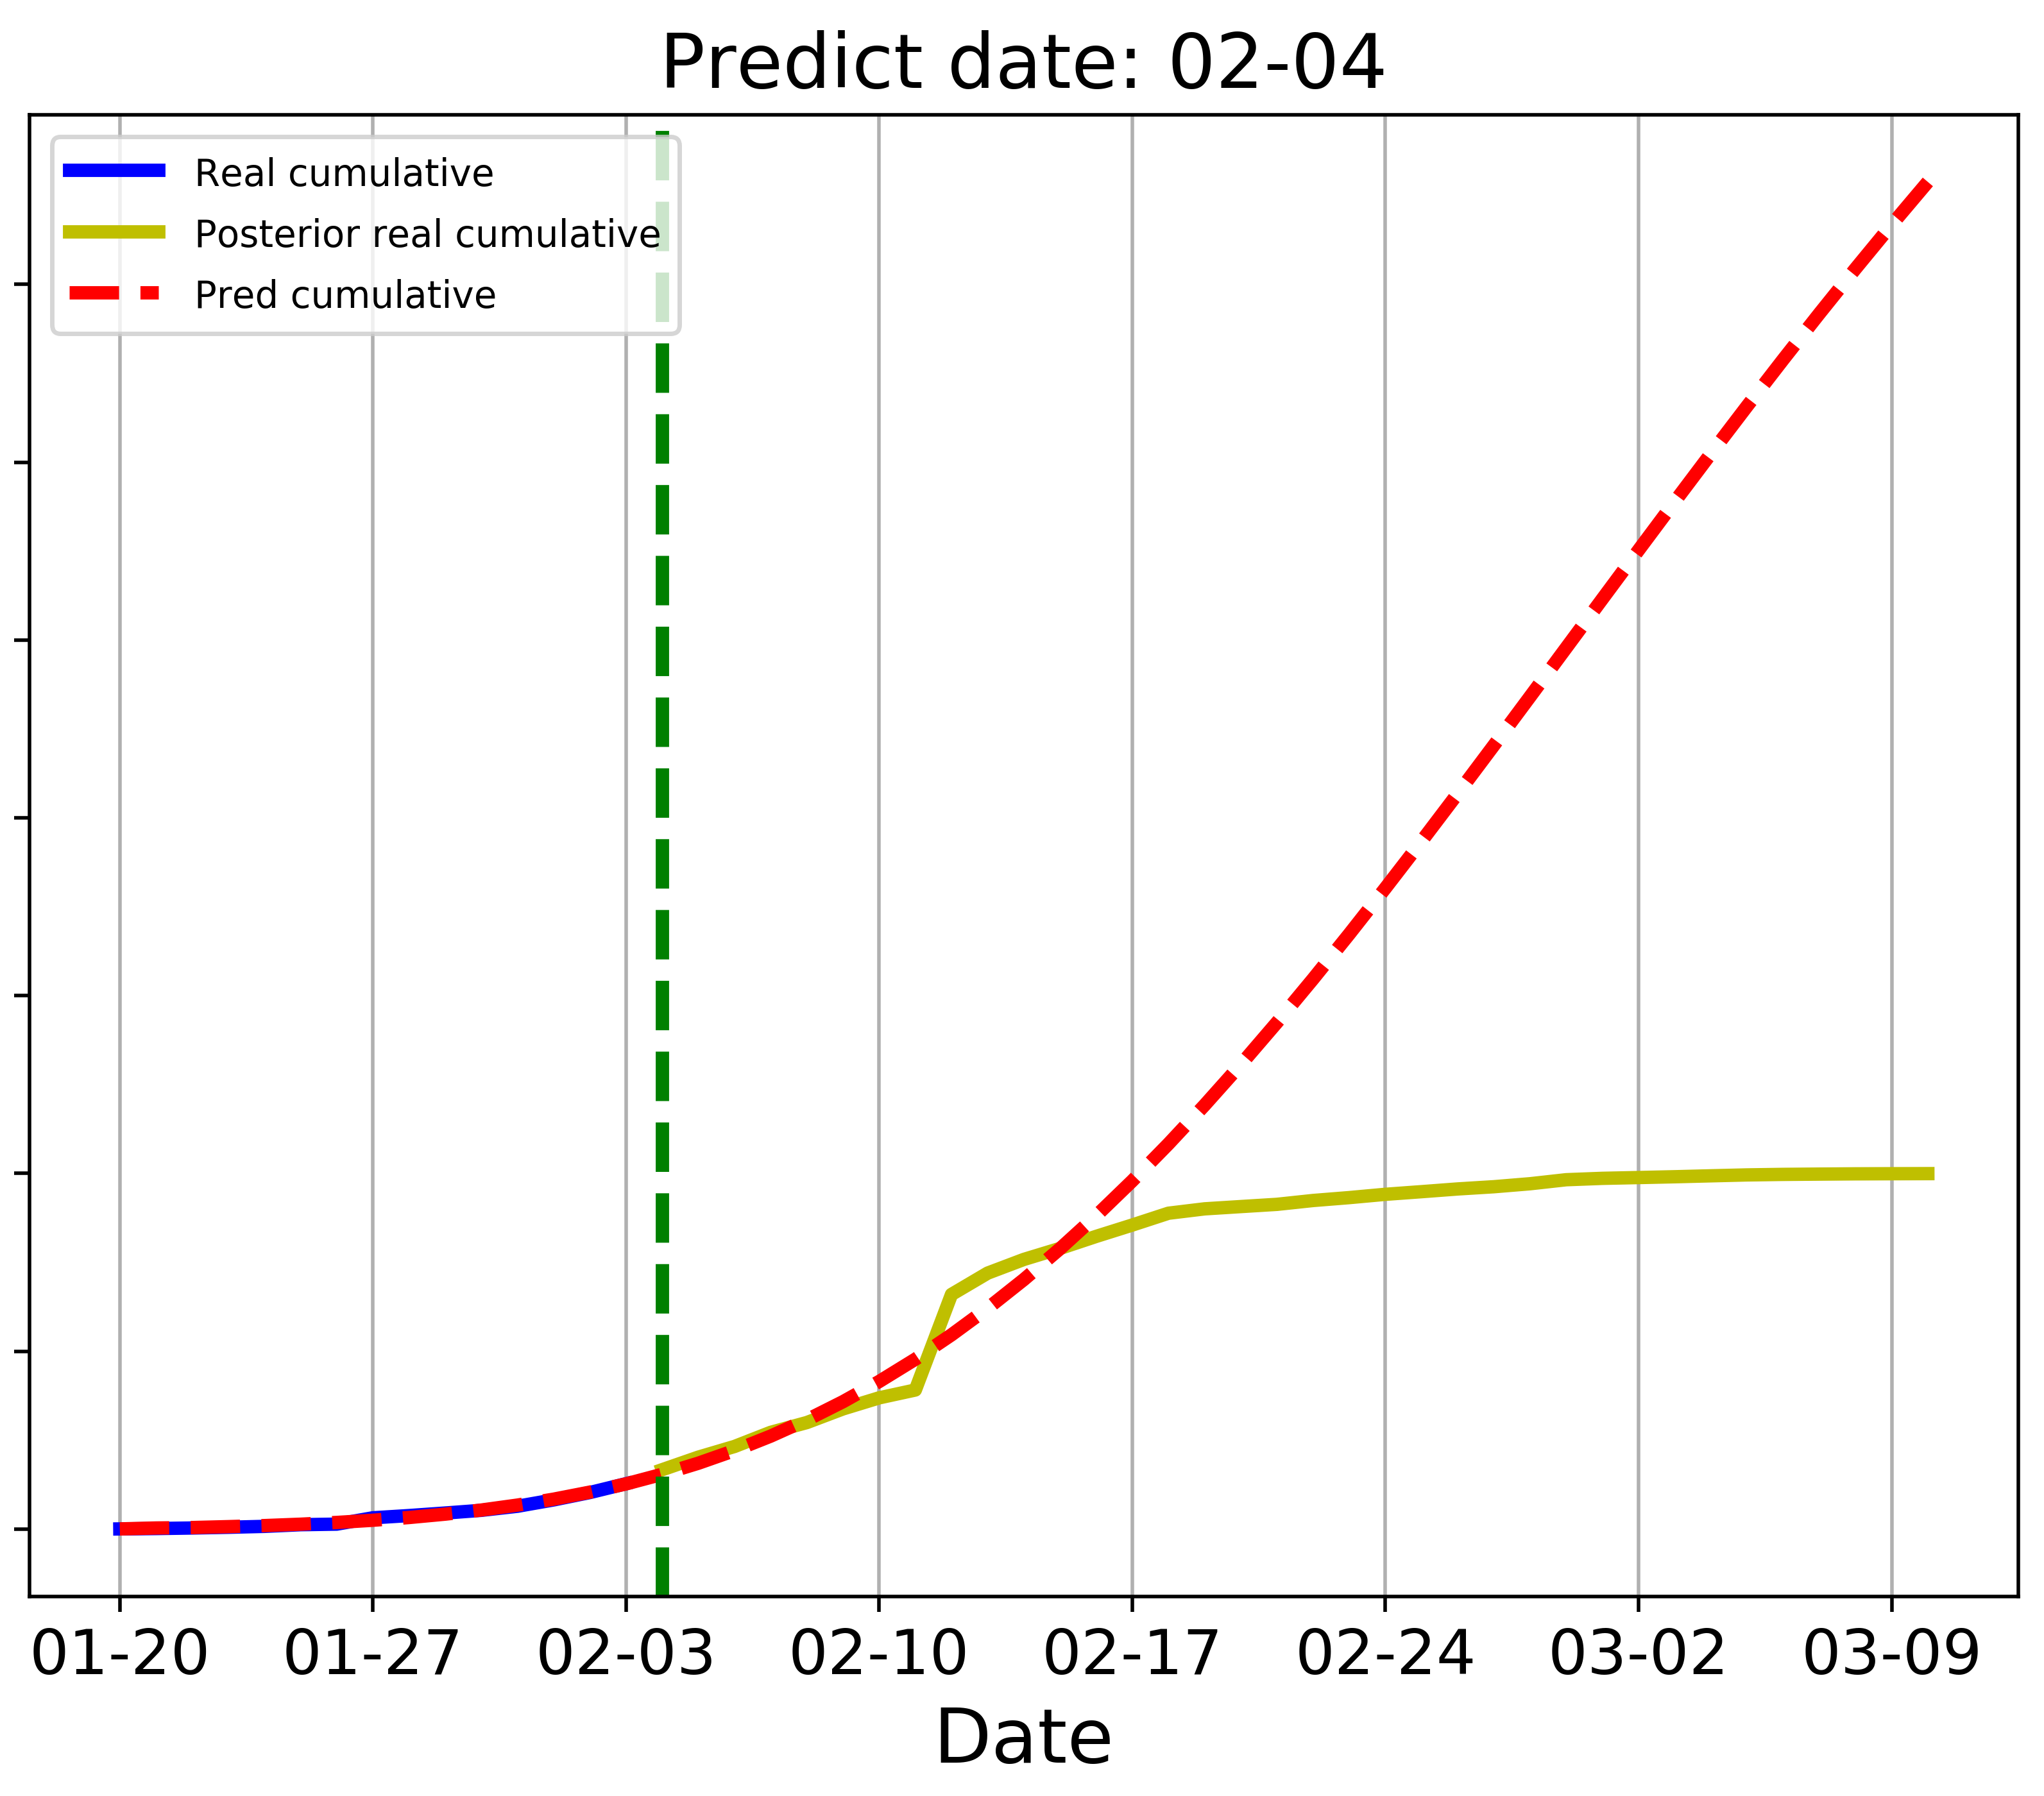 Predict date: 02-04
Real cumulative
Posterior real cumulative
Pred cumulative
01-20 01-27 02-03 02-10 02-17 02-24 03-02 03-09
Date